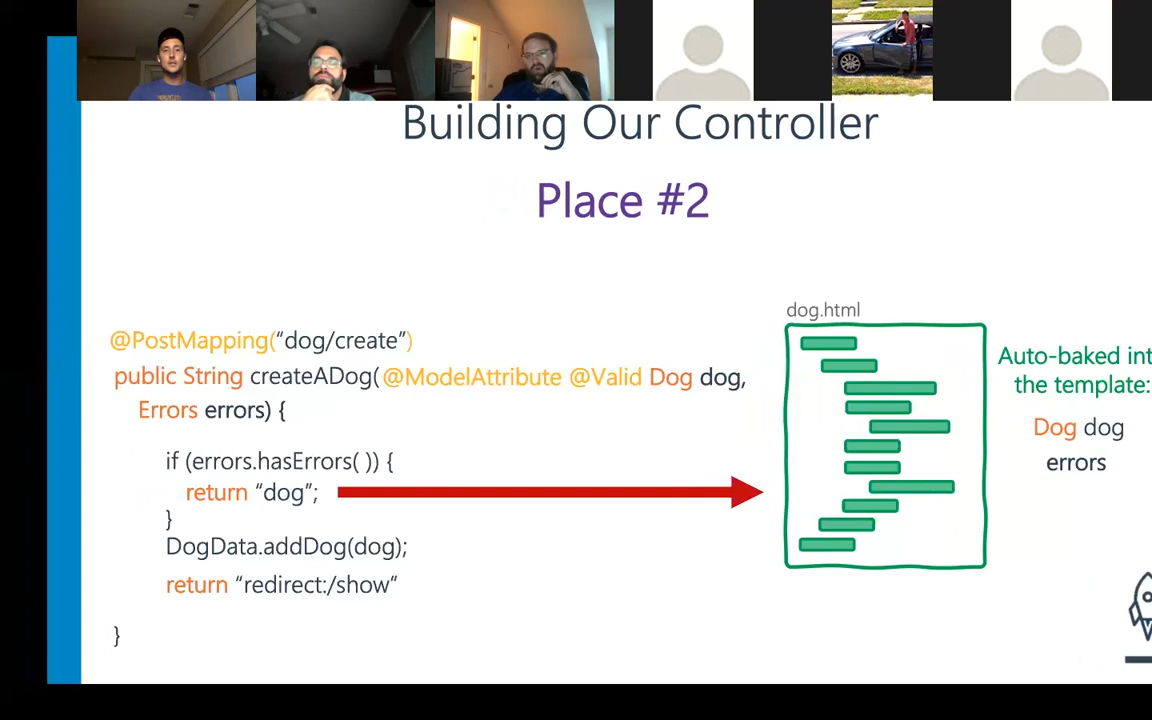 Building Our Controller
Place #2
@PostMapping(“dog/create”)
public String createADog(@ModelAttribute @Valid Dog dog,
Errors errors) {
if (errors.hasErrors( )) {
return “dog”;
}
DogData.addDog(dog);
return “redirect:/show“
}
dog.html
Auto-baked int
the template:
Dog dog
errors